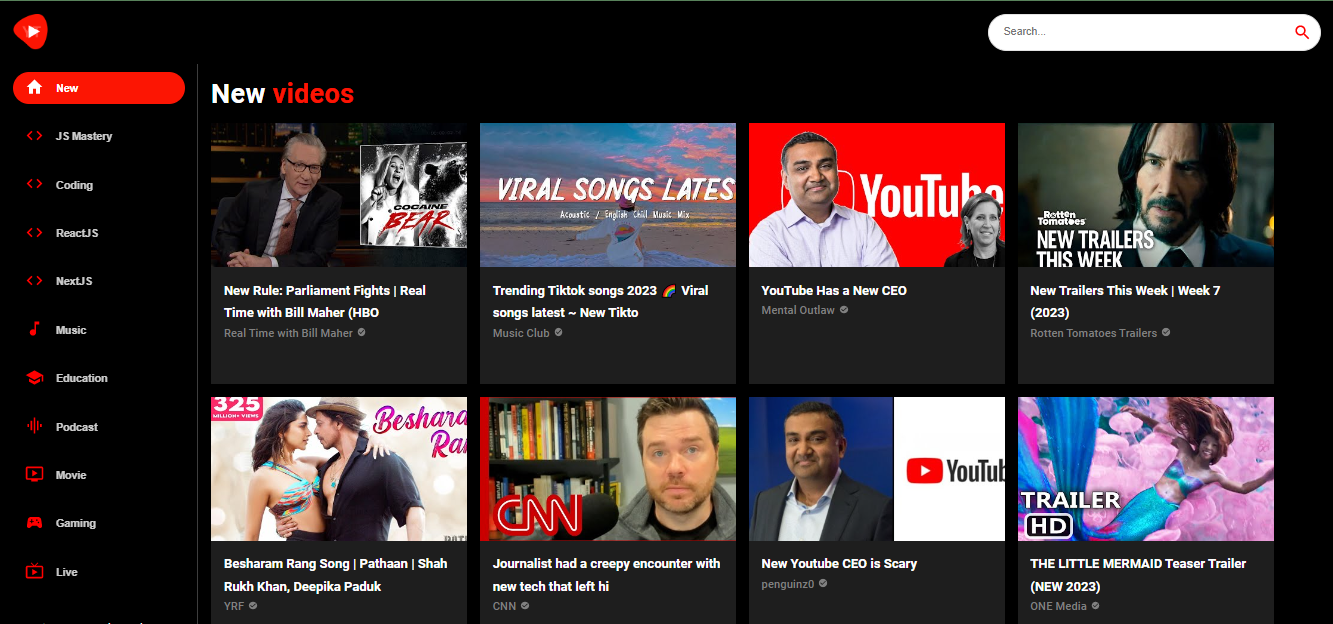 Search...
New
JS Mastery
Coding
ReactJS
NextJS
Music
Education
Podcast
Movie
Gaming
Live
New videos
COCAINE
BEAR
VIRAL SONGS LATES
Acoustic / English Chill Music Mix
YouTube
Rotten
Tomatoes
NEW TRAILERS
THIS WEEK
New Rule: Parliament Fights | Real
Time with Bill Maher (HBO
Real Time with Bill Maher
Trending Tiktok songs 2023 🌈 Viral
songs latest ~ New Tikto
Music Club
YouTube Has a New CEO
Mental Outlaw
New Trailers This Week | Week 7
(2023)
Rotten Tomatoes Trailers
325
MILLION+ VIEWS
Beshara
Ra
CNN
YouTub
TRAILER
HD
Besharam Rang Song | Pathaan | Shah
Rukh Khan, Deepika Paduk
YRF
Journalist had a creepy encounter with
new tech that left hi
CNN
New Youtube CEO is Scary
penguinz0
THE LITTLE MERMAID Teaser Trailer
(NEW 2023)
ONE Media